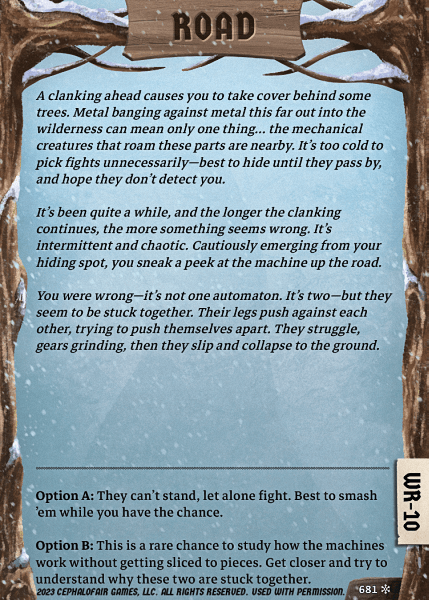 ROAD
A clanking ahead causes you to take cover behind some
trees. Metal banging against metal this far out into the
wilderness can mean only one thing... the mechanical
creatures that roam these parts are nearby. It's too cold to
pick fights unnecessarily—best to hide until they pass by,
and hope they don't detect you.
It's been quite a while, and the longer the clanking
continues, the more something seems wrong. It's
intermittent and chaotic. Cautiously emerging from your
hiding spot, you sneak a peek at the machine up the road.
You were wrong—it's not one automaton. It's two—but they
seem to be stuck together. Their legs push against each
other, trying to push themselves apart. They struggle,
gears grinding, then they slip and collapse to the ground.
Option A: They can't stand, let alone fight. Best to smash
'em while you have the chance.
Option B: This is a rare chance to study how the machines
work without getting sliced to pieces. Get closer and try to
understand why these two are stuck together.
WR-10
2023 CEPHALOFAIR GAMES, LLC. ALL RIGHTS RESERVED. USED WITH PERMISSION.
681